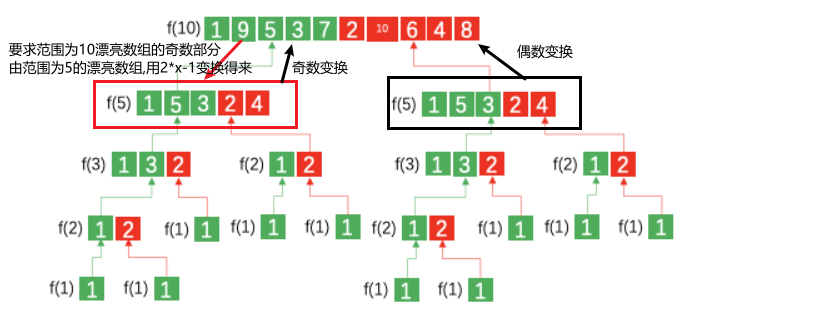 f(10) 1 9 5 3 7 2 10 6 4 8
要求范围为10漂亮数组的奇数部分
由范围为5的漂亮数组,用2*x-1变换得来
奇数变换
偶数变换
f(5) 1 5 3 2 4
f(5) 1 5 3 2 4
f(3) 1 3 2
f(2) 1 2
f(3) 1 3 2
f(2) 1 2
f(2) 1 2
f(1) 1
f(1) 1
f(1) 1
f(2) 1 2
f(1) 1
f(1) 1
f(1) 1
f(1) 1
f(1) 1
f(1) 1
f(1) 1